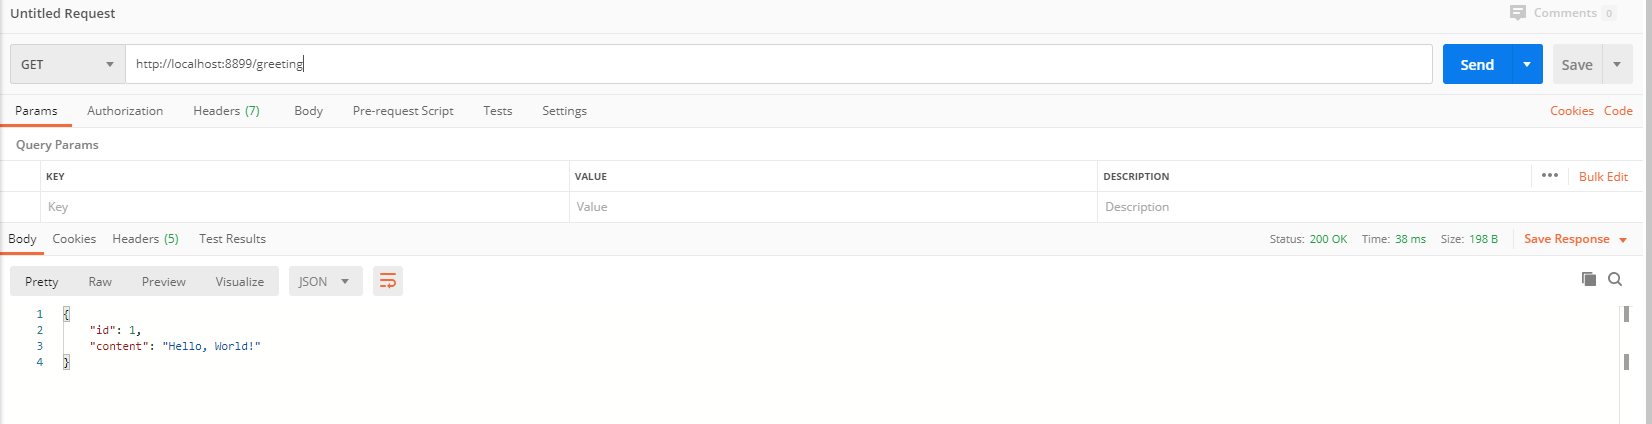 Untitled Request Comments 0
GET http://localhost:8899/greeting Send Save
Params Authorization Headers (7) Body Pre-request Script Tests Settings Cookies Code
Query Params
KEY VALUE DESCRIPTION ••• Bulk Edit
Key Value Description
Body Cookies Headers (5) Test Results Status: 200 OK Time: 38 ms Size: 198 B Save Response
Pretty Raw Preview Visualize JSON
1 {
2 "id": 1,
3 "content": "Hello, World!"
4 }